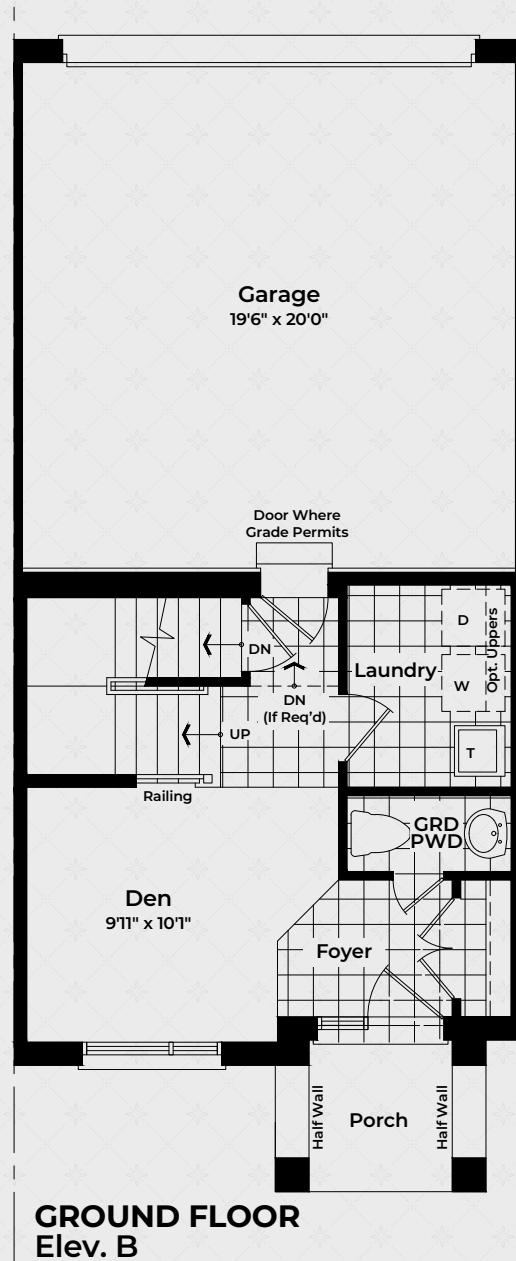 Garage
19'6" x 20'0"
Door Where
Grade Permits
D
Opt. Uppers
DN
Laundry
W
DN
(If Req'd)
UP
T
Railing
GRD
PWD
Den
9'11" x 10'1"
Foyer
Half Wall
Porch
Half Wall
GROUND FLOOR
Elev. B